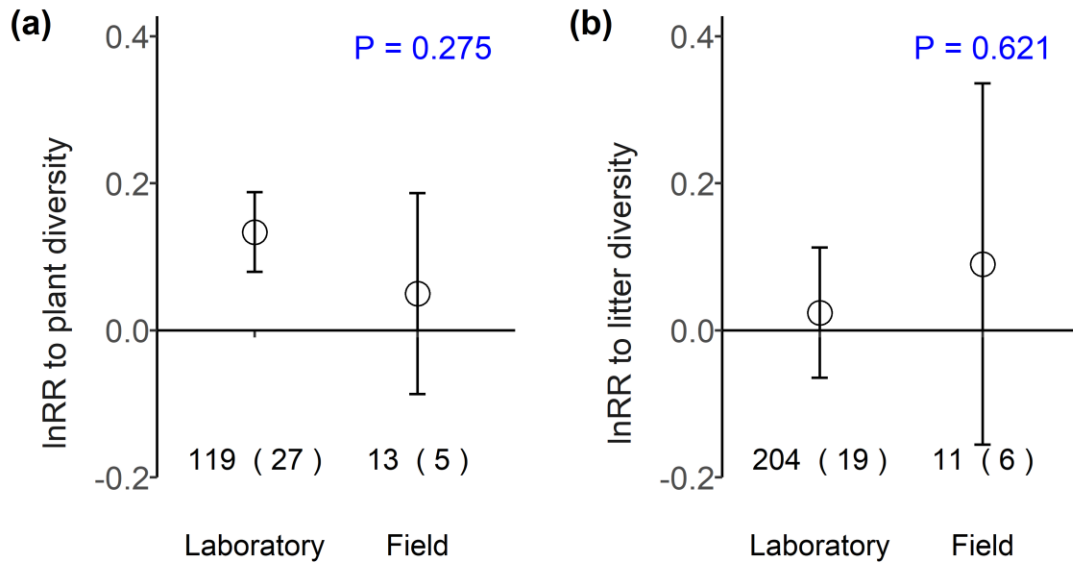 (a)
P = 0.275
lnRR to plant diversity
0.4
0.2
0.0
-0.2
119 ( 27 ) 13 ( 5 )
Laboratory Field
(b)
P = 0.621
lnRR to litter diversity
0.4
0.2
0.0
-0.2
204 ( 19 ) 11 ( 6 )
Laboratory Field